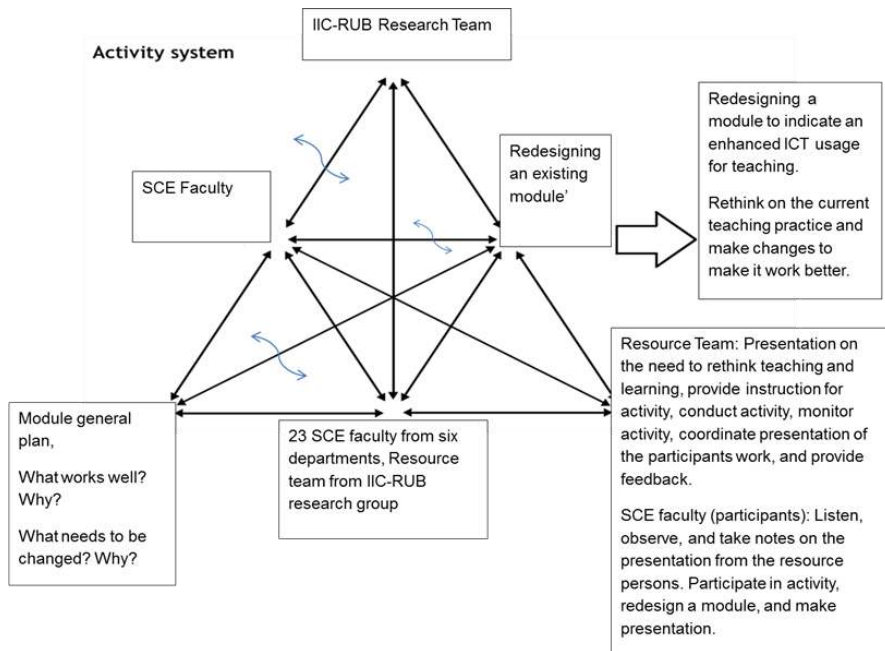 IIC-RUB Research Team
Activity system
SCE Faculty
Redesigning
an existing
module’
Redesigning a
module to indicate an
enhanced ICT usage
for teaching.
Rethink on the current
teaching practice and
make changes to
make it work better.
Module general
plan,
What works well?
Why?
What needs to be
changed? Why?
23 SCE faculty from six
departments, Resource
team from IIC-RUB
research group
Resource Team: Presentation on
the need to rethink teaching and
learning, provide instruction for
activity, conduct activity, monitor
activity, coordinate presentation of
the participants work, and provide
feedback.
SCE faculty (participants): Listen,
observe, and take notes on the
presentation from the resource
persons. Participate in activity,
redesign a module, and make
presentation.